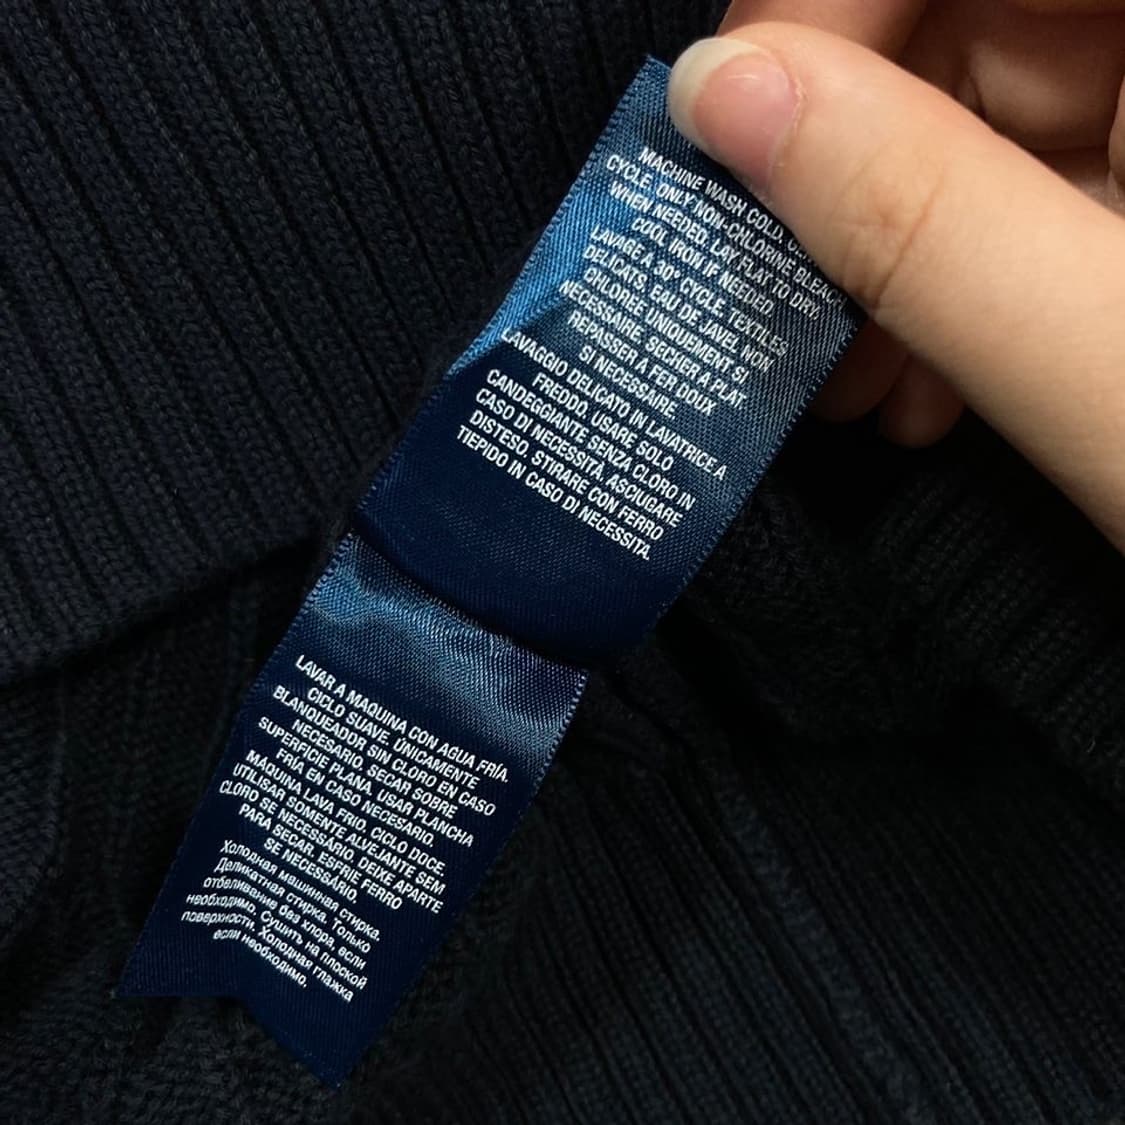 MACHINE WASH COLD,
CYCLE. ONLY NON-CHLORINE BLEACH
WHEN NEEDED. LAY FLAT TO DRY.
COOL IRON IF NEEDED.
LAVAGE A 30° CYCLE, TEXTILES
DELICATS, EAU DE JAVEL NON
CHLOREE UNIQUEMENT SI
NECESSAIRE, SECHER A PLAT
REPASSER A FER DOUX
SI NECESSAIRE.
LAVAGGIO DELICATO IN LAVATRICE A
FREDDO. USARE SOLO
CANDEGGIANTE SENZA CLORO IN
CASO DI NECESSITÀ. ASCIUGARE
DISTESO. STIRARE CON FERRO
TIEPIDO IN CASO DI NECESSITÀ.
LAVAR A MAQUINA CON AGUA FRÍA.
CICLO SUAVE. ÚNICAMENTE
BLANQUEADOR SIN CLORO EN CASO
NECESARIO. SECAR SOBRE
SUPERFICIE PLANA. USAR PLANCHA
FRÍA EN CASO NECESARIO.
MÁQUINA LAVA FRIO, CICLO DOCE.
UTILISAR SOMENTE ALVEJANTE SEM
CLORO SE NECESSÁRIO. DEIXE APARTE
PARA SECAR. ESFRIE FERRO
SE NECESSÁRIO.
Холодная машинная стирка.
Деликатная стирка. Только
отбеливание без хлора, если
необходимо. Сушить на плоской
поверхности. Холодная глажка
если необходимо.